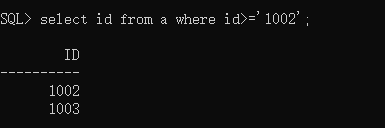 SQL> select id from a where id>='1002';
ID
----------
1002
1003